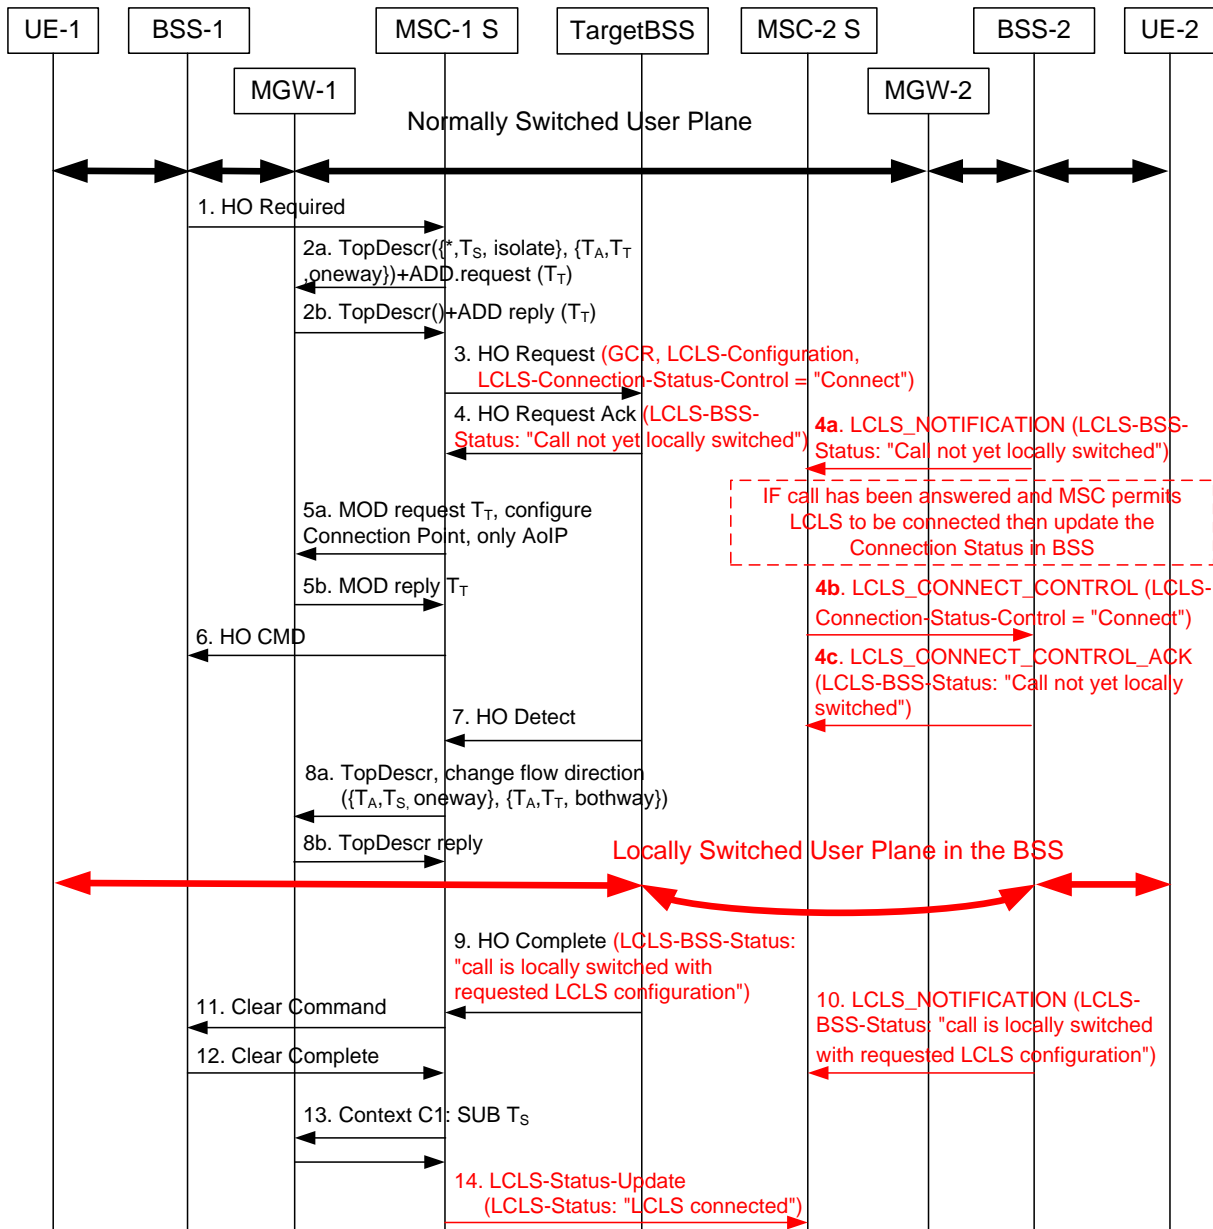 UE-1
BSS-1
MSC-1 S
TargetBSS
MSC-2 S
BSS-2
UE-2
MGW-1
MGW-2
Normally Switched User Plane
1. HO Required
2a. TopDescr({*,TS, isolate}, {TA,TT
,oneway})+ADD.request (TT)
2b. TopDescr()+ADD reply (TT)
3. HO Request (GCR, LCLS-Configuration,
LCLS-Connection-Status-Control = "Connect")
4. HO Request Ack (LCLS-BSS-
Status: "Call not yet locally switched")
4a. LCLS_NOTIFICATION (LCLS-BSS-
Status: "Call not yet locally switched")
IF call has been answered and MSC permits
LCLS to be connected then update the
Connection Status in BSS
5a. MOD request TT, configure
Connection Point, only AoIP
5b. MOD reply TT
4b. LCLS_CONNECT_CONTROL (LCLS-
Connection-Status-Control = "Connect")
6. HO CMD
4c. LCLS_CONNECT_CONTROL_ACK
(LCLS-BSS-Status: "Call not yet locally
switched")
7. HO Detect
8a. TopDescr, change flow direction
({TA,TS, oneway}, {TA,TT, bothway})
8b. TopDescr reply
Locally Switched User Plane in the BSS
9. HO Complete (LCLS-BSS-Status:
"call is locally switched with
requested LCLS configuration")
10. LCLS_NOTIFICATION (LCLS-
BSS-Status: "call is locally switched
with requested LCLS configuration")
11. Clear Command
12. Clear Complete
13. Context C1: SUB TS
14. LCLS-Status-Update
(LCLS-Status: "LCLS connected")